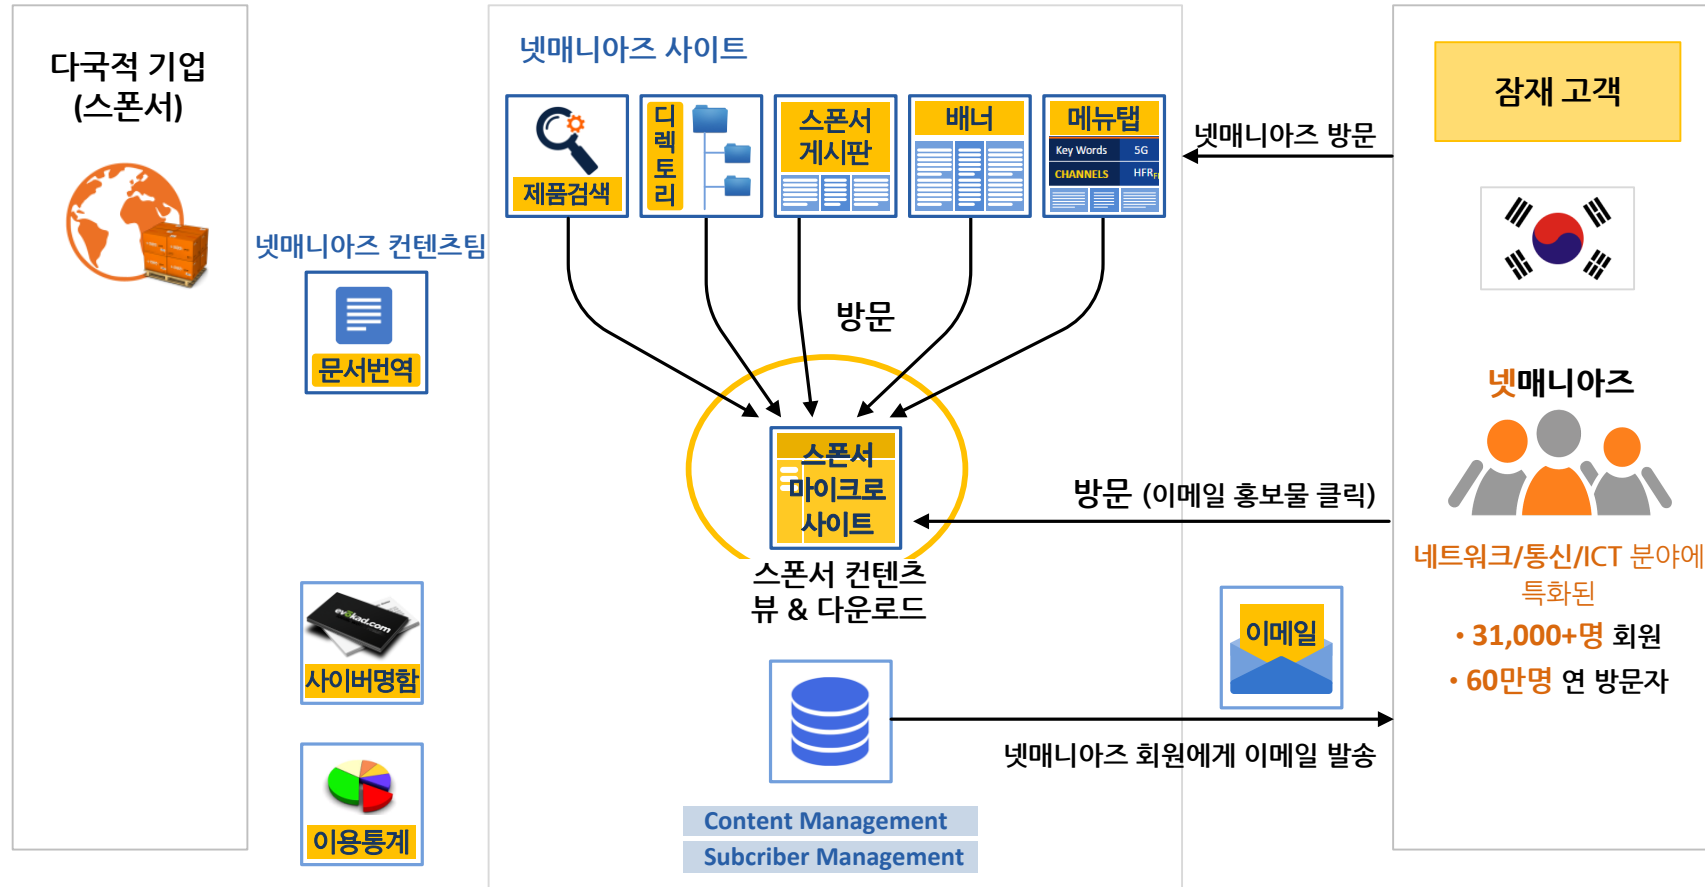 다국적 기업
(스폰서)
넷매니아즈 컨텐츠팀
문서번역
evokad.com
사이버명함
이용통계
넷매니아즈 사이트
제품검색
디렉토리
스폰서
게시판
배너
메뉴탭
Key Words 5G
CHANNELS HFR
방문
스폰서
마이크로
사이트
스폰서 컨텐츠
뷰 & 다운로드
Content Management
Subcriber Management
넷매니아즈 방문
방문 (이메일 홍보물 클릭)
이메일
넷매니아즈 회원에게 이메일 발송
잠재 고객
넷매니아즈
네트워크/통신/ICT 분야에
특화된
• 31,000+명 회원
• 60만명 연 방문자